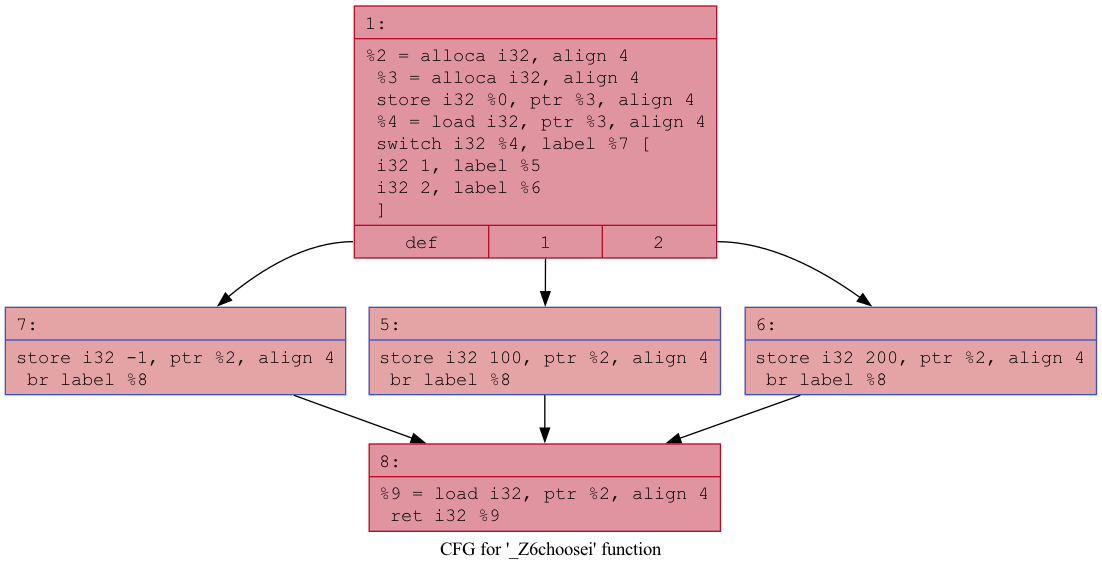 1:
%2 = alloca i32, align 4
%3 = alloca i32, align 4
store i32 %0, ptr %3, align 4
%4 = load i32, ptr %3, align 4
switch i32 %4, label %7 [
i32 1, label %5
i32 2, label %6
]
def 1 2
7:
store i32 -1, ptr %2, align 4
br label %8
5:
store i32 100, ptr %2, align 4
br label %8
6:
store i32 200, ptr %2, align 4
br label %8
8:
%9 = load i32, ptr %2, align 4
ret i32 %9
CFG for '_Z6choosei' function